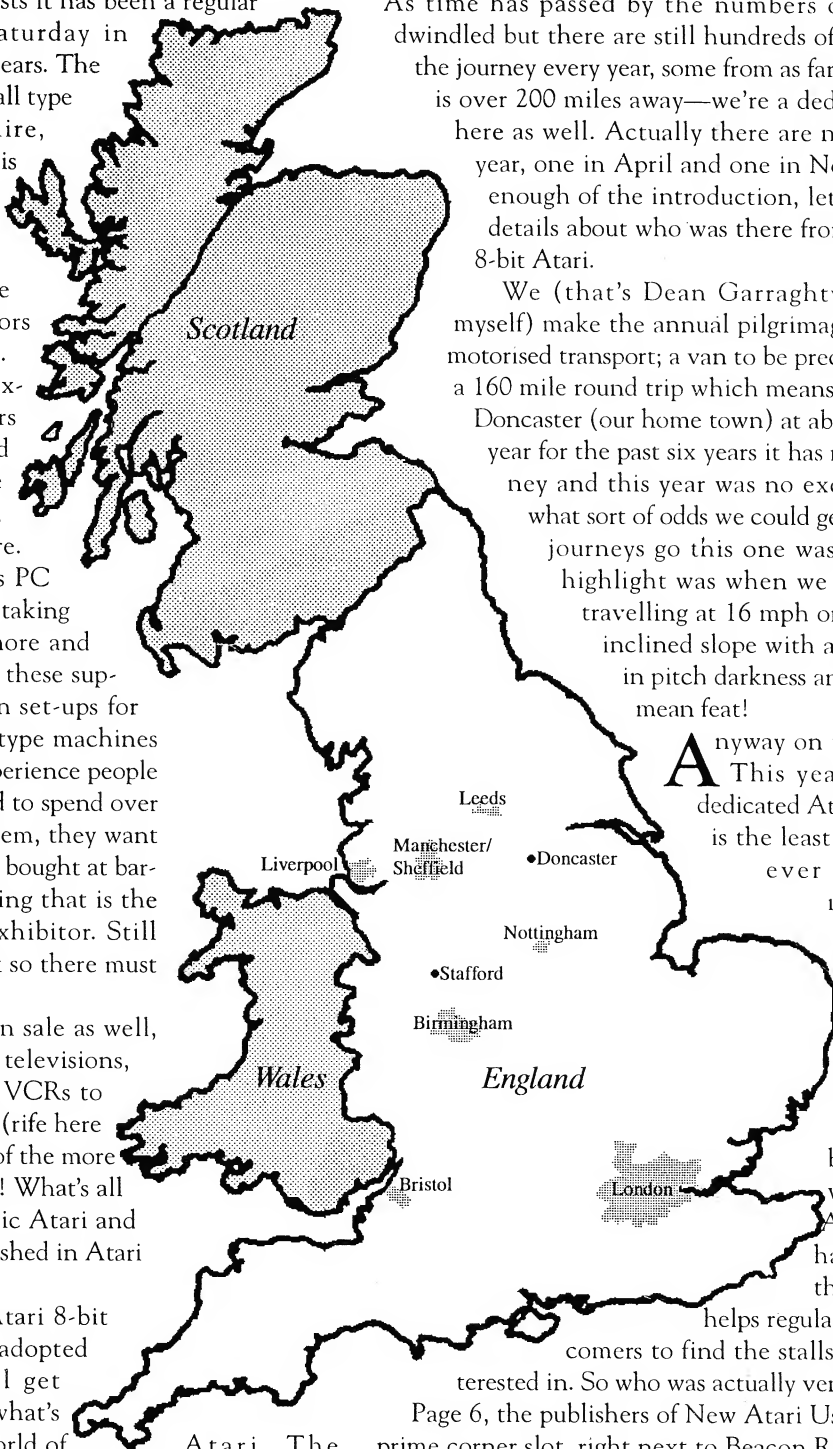 sts it has been a regular
aturday in
ears. The
all type
ire,
is
e
ors
.
x-
rs
d
e
re.
s PC
taking
nore and
these sup-
n set-ups for
type machines
perience people
d to spend over
em, they want
bought at bar-
ing that is the
xhibitor. Still
t so there must
n sale as well,
televisions,
VCRs to
(rife here
of the more
! What's all
ic Atari and
shed in Atari
Atari 8-bit
adopted
l get
what's
world of
Atari. The
Scotland
Leeds
Manchester/
Sheffield
Liverpool
•Doncaster
Nottingham
•Stafford
Birmingham
Wales
England
Bristol
London
As time has passed by the numbers
dwindled but there are still hundreds of
the journey every year, some from as far
is over 200 miles away—we're a ded
here as well. Actually there are n
year, one in April and one in No
enough of the introduction, let
details about who was there fro
8-bit Atari.
We (that's Dean Garraght
myself) make the annual pilgrimag
motorised transport; a van to be prec
a 160 mile round trip which means
Doncaster (our home town) at ab
year for the past six years it has
ney and this year was no exc
what sort of odds we could ge
journeys go this one was
highlight was when we
travelling at 16 mph o
inclined slope with a
in pitch darkness an
mean feat!
Anyway on
This yea
dedicated At
is the least
ever
ha
th
helps regula
comers to find the stalls
terested in. So who was actually ver
Page 6, the publishers of New Atari Us
prime corner slot, right next to Beacon